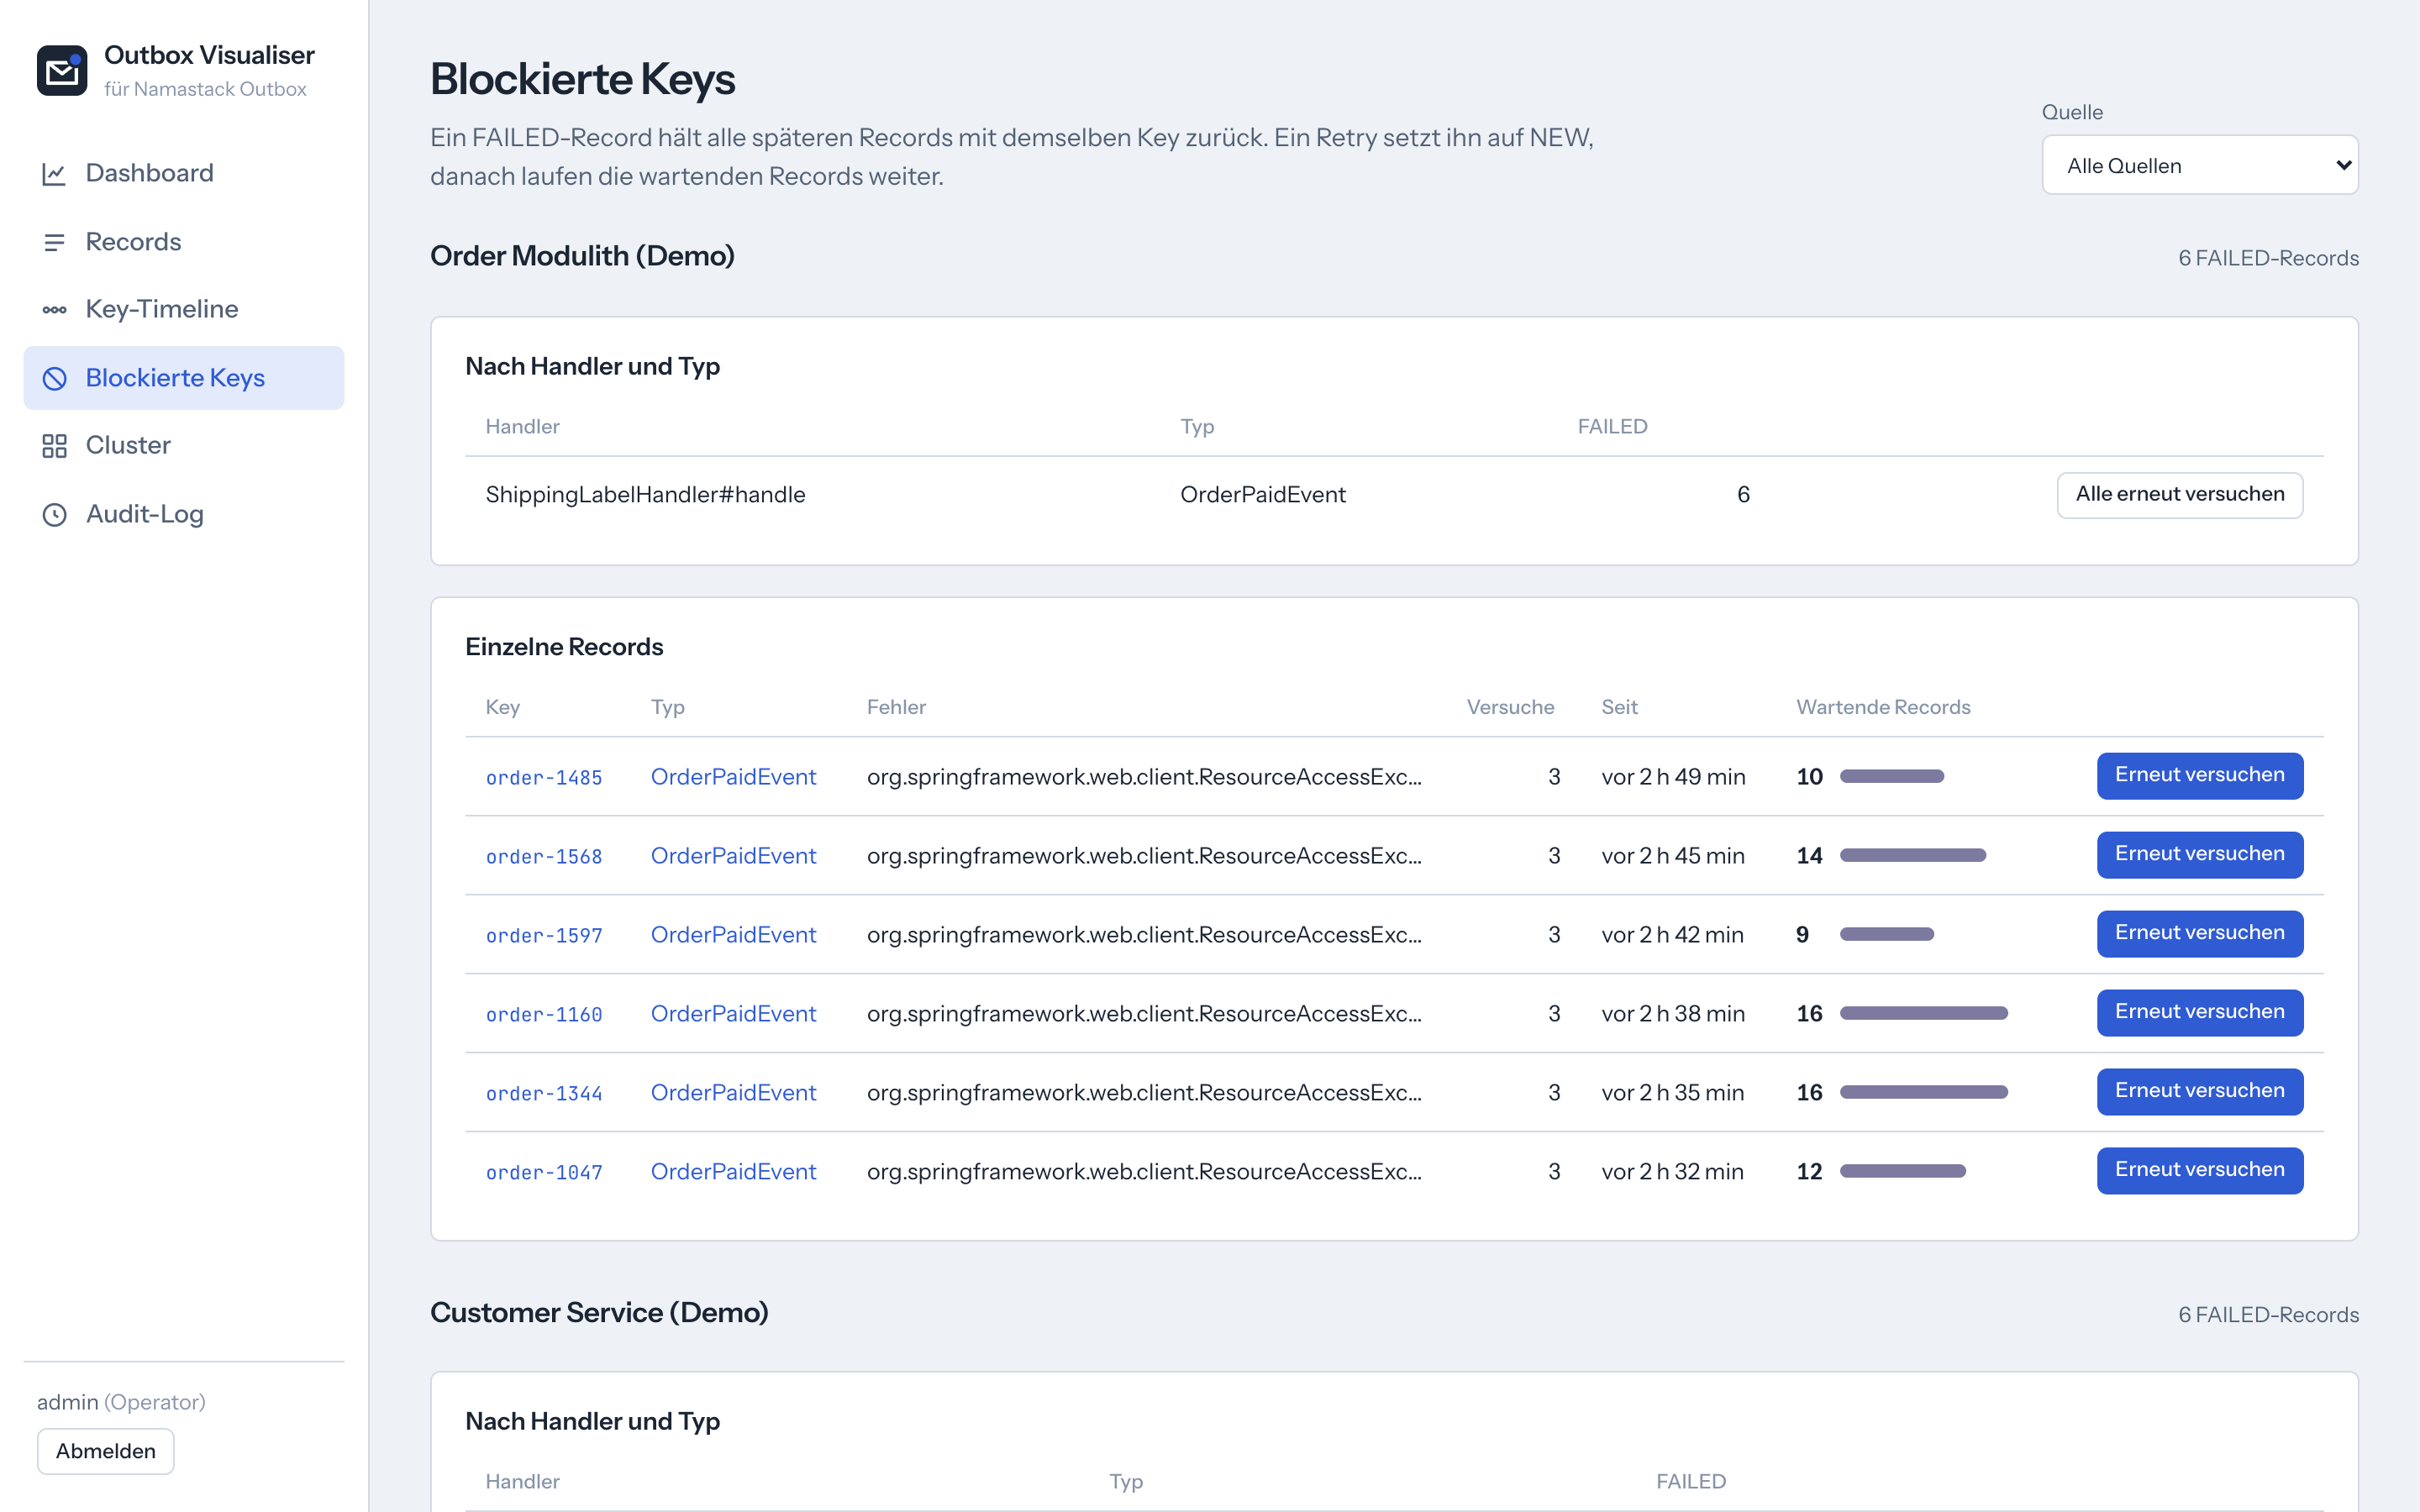 Outbox Visualiser
für Namastack Outbox
Dashboard
Records
Key-Timeline
Blockierte Keys
Cluster
Audit-Log
admin (Operator)
Abmelden
Blockierte Keys
Ein FAILED-Record hält alle späteren Records mit demselben Key zurück. Ein Retry setzt ihn auf NEW,
danach laufen die wartenden Records weiter.
Quelle
Alle Quellen
Order Modulith (Demo) 6 FAILED-Records
Nach Handler und Typ
Handler Typ FAILED
ShippingLabelHandler#handle OrderPaidEvent 6 Alle erneut versuchen
Einzelne Records
Key Typ Fehler Versuche Seit Wartende Records
order-1485 OrderPaidEvent org.springframework.web.client.ResourceAccessExc... 3 vor 2 h 49 min 10 Erneut versuchen
order-1568 OrderPaidEvent org.springframework.web.client.ResourceAccessExc... 3 vor 2 h 45 min 14 Erneut versuchen
order-1597 OrderPaidEvent org.springframework.web.client.ResourceAccessExc... 3 vor 2 h 42 min 9 Erneut versuchen
order-1160 OrderPaidEvent org.springframework.web.client.ResourceAccessExc... 3 vor 2 h 38 min 16 Erneut versuchen
order-1344 OrderPaidEvent org.springframework.web.client.ResourceAccessExc... 3 vor 2 h 35 min 16 Erneut versuchen
order-1047 OrderPaidEvent org.springframework.web.client.ResourceAccessExc... 3 vor 2 h 32 min 12 Erneut versuchen
Customer Service (Demo) 6 FAILED-Records
Nach Handler und Typ
Handler Typ FAILED